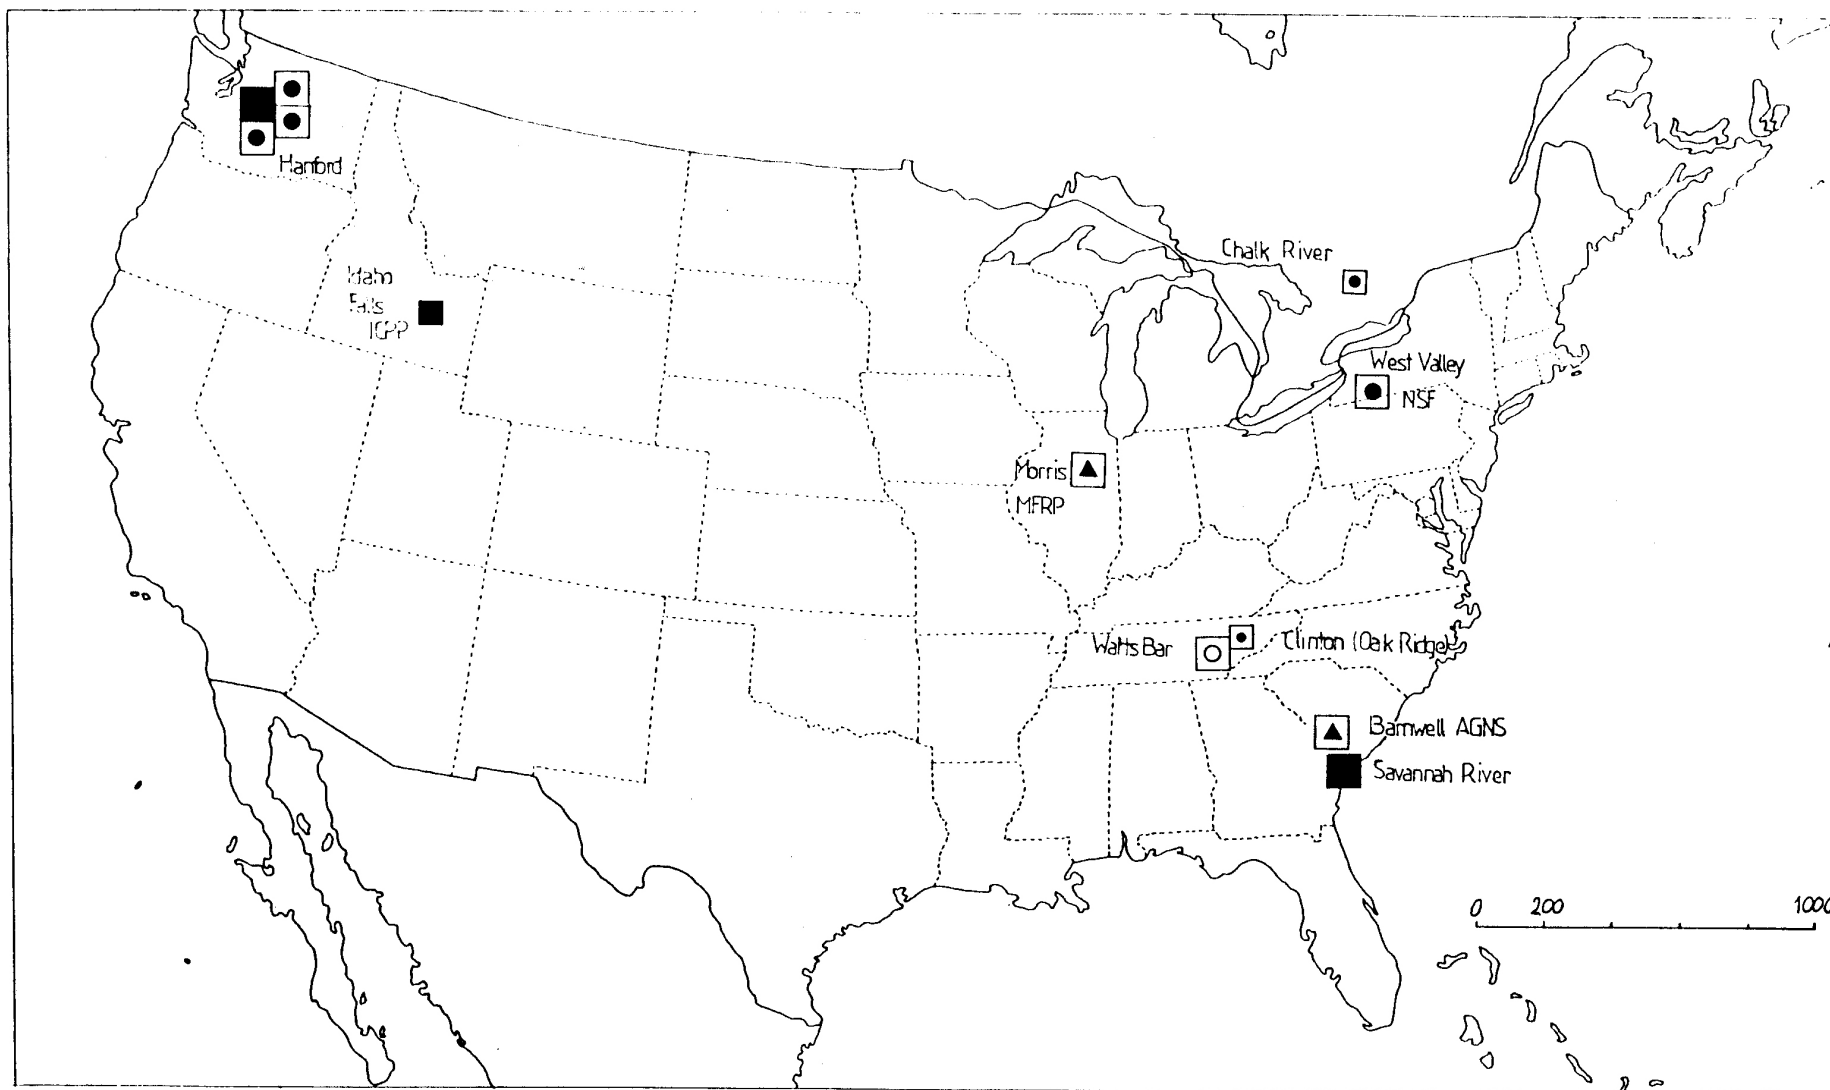 Hanford
Chalk River
Idaho
Falls
ICPP
West Valley
NSF
Morris
MFRP
Watts Bar
Clinton (Oak Ridge)
Barnwell AGNS
Savannah River
0 200 1000